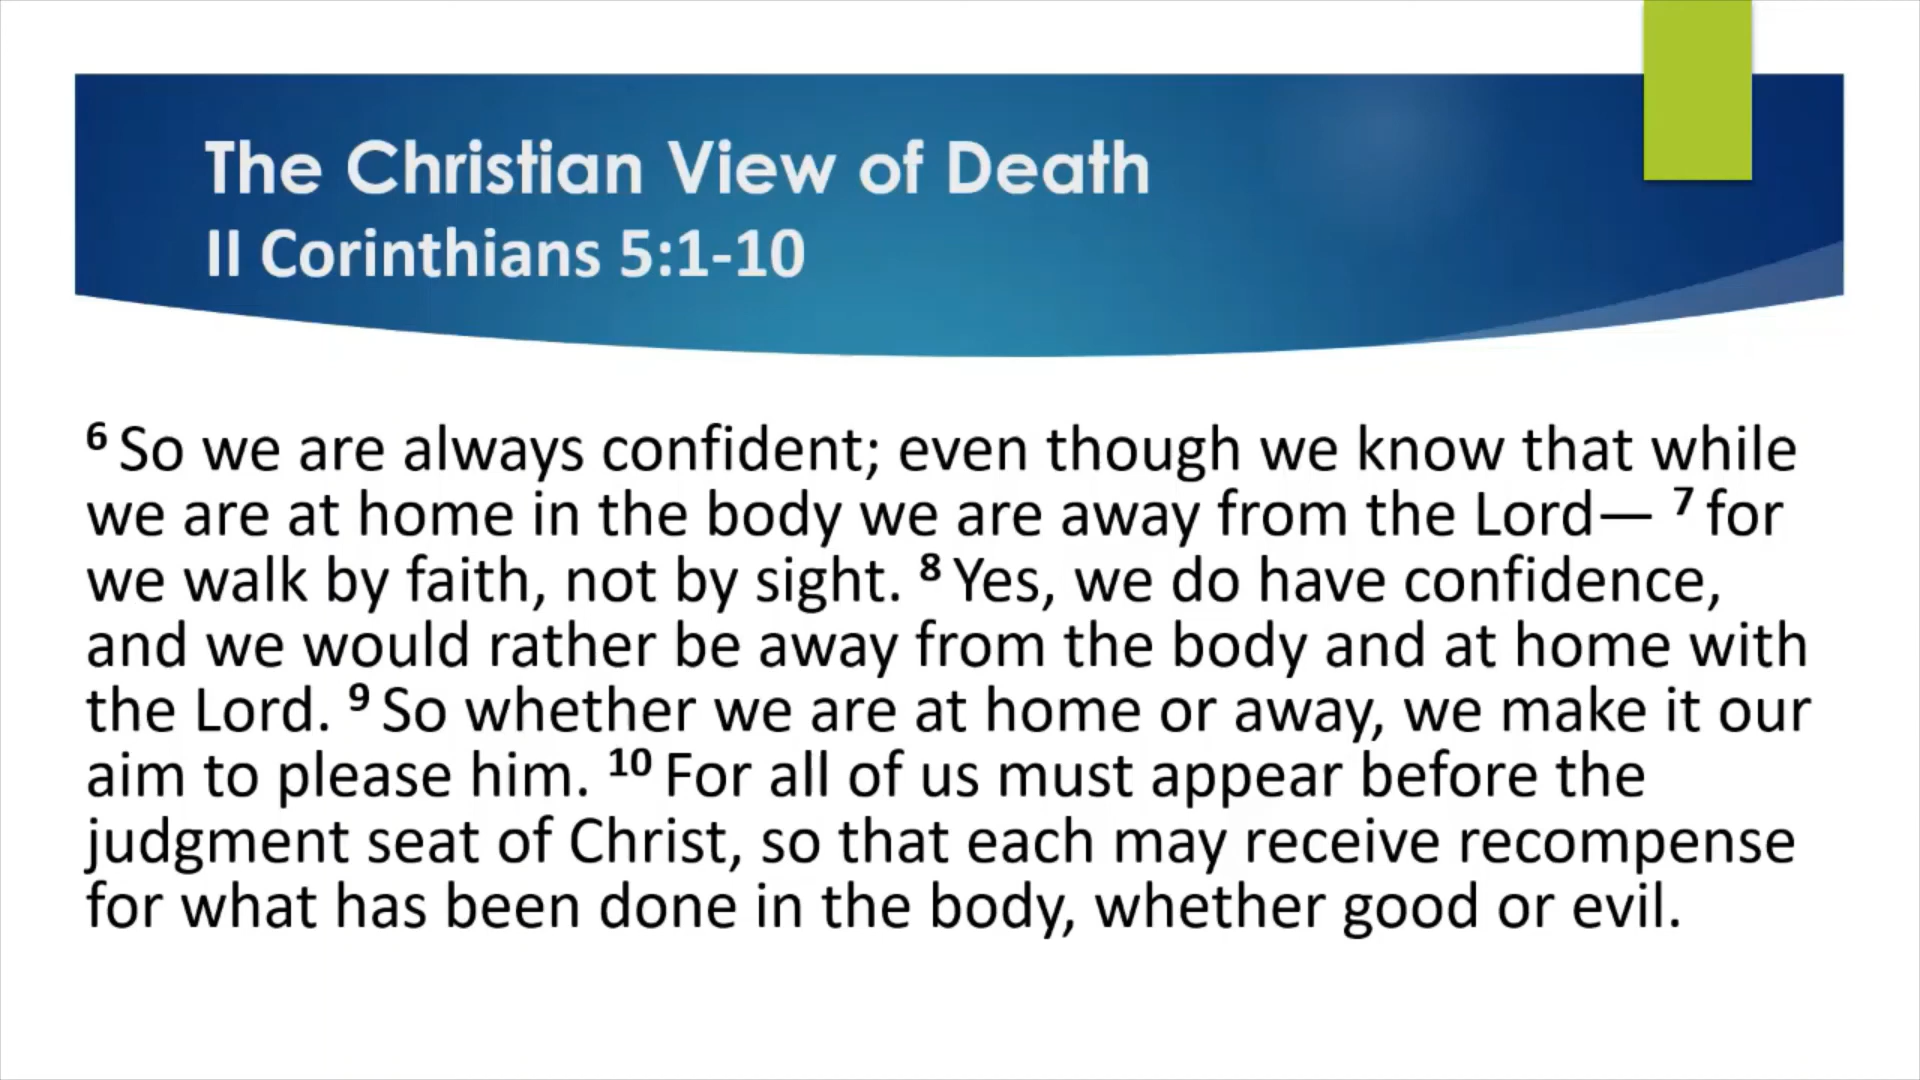 The Christian View of Death
II Corinthians 5:1-10
⁶ So we are always confident; even though we know that while
we are at home in the body we are away from the Lord— ⁷ for
we walk by faith, not by sight. ⁸ Yes, we do have confidence,
and we would rather be away from the body and at home with
the Lord. ⁹ So whether we are at home or away, we make it our
aim to please him. ¹⁰ For all of us must appear before the
judgment seat of Christ, so that each may receive recompense
for what has been done in the body, whether good or evil.